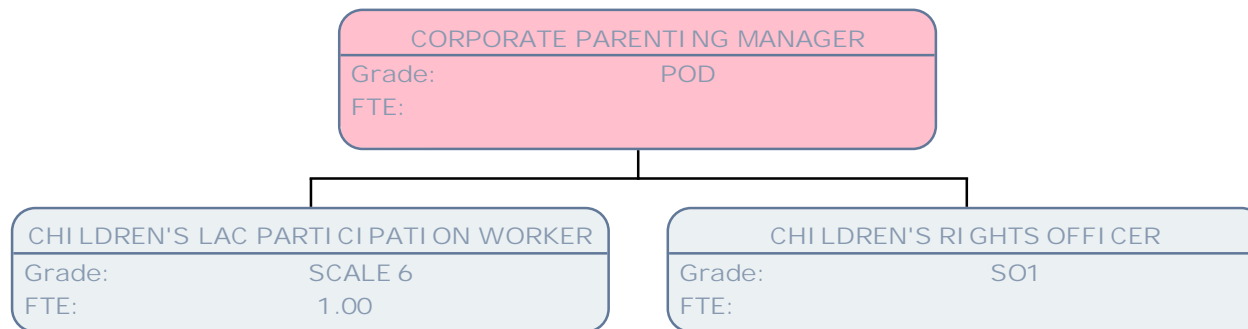 CORPORATE PARENTING MANAGER
Grade: POD
FTE:
CHILDREN'S LAC PARTICIPATION WORKER
Grade: SCALE 6
FTE: 1.00
CHILDREN'S RIGHTS OFFICER
Grade: SO1
FTE: